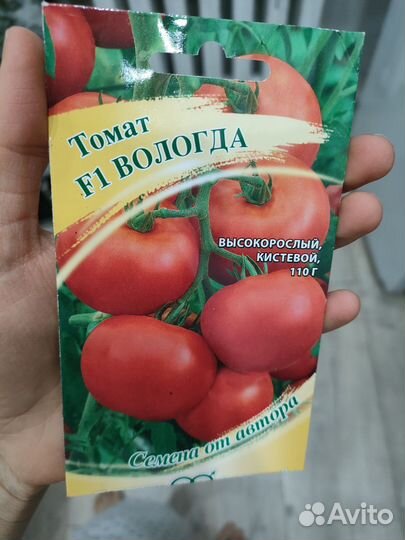 Томат
F1 ВОЛОГДА
ВЫСОКОРОСЛЫЙ,
КИСТЕВОЙ,
110 Г
Семена от автора
Avito